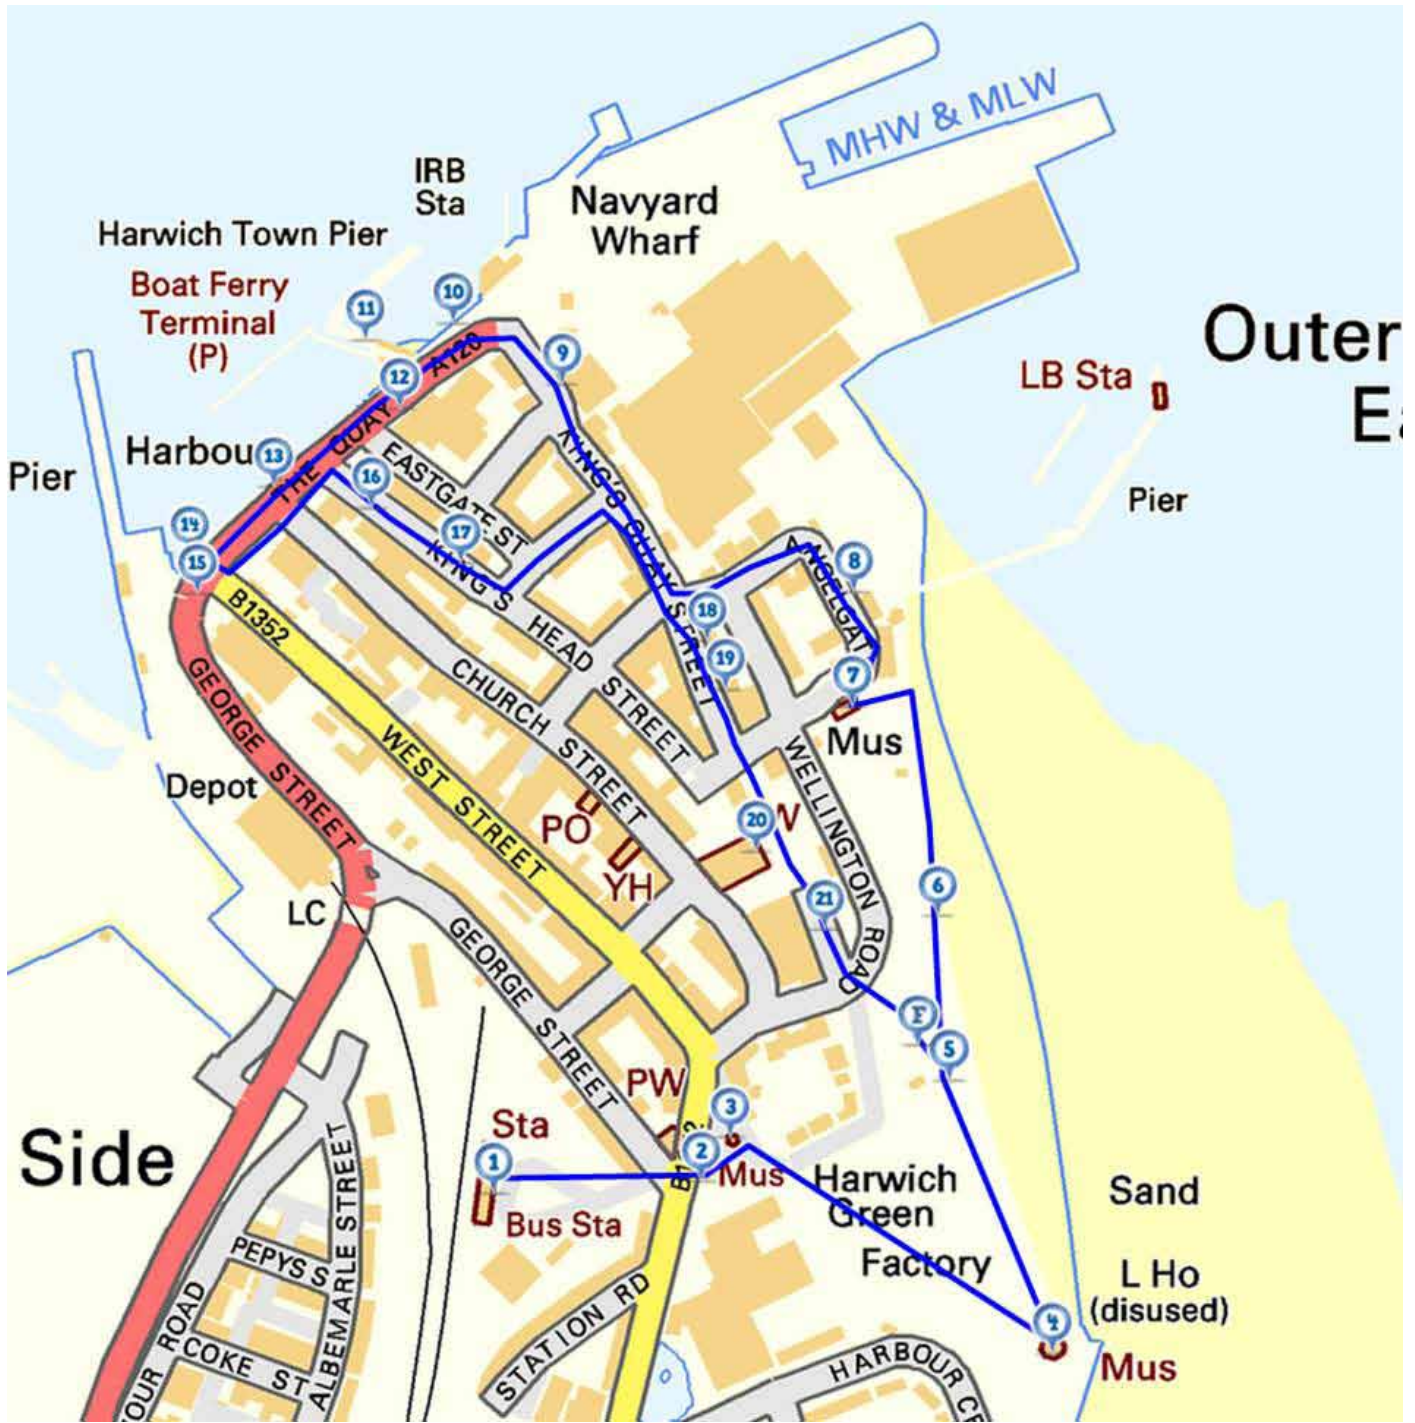 MHW & MLW
IRB
Sta
Navyard
Wharf
Harwich Town Pier
Boat Ferry
Terminal
(P)
10
11
A120
9
12
Outer
LB Sta
THE QUAY
Harbou
13
KING'S QUAY STREET
EASTGATE ST
16
Pier
Pier
14
17
15
ANGELGAT
8
KING'S HEAD STREET
B1352
18
19
7
CHURCH STREET
GEORGE STREET
Mus
WEST STREET
WELLINGTON ROAD
Depot
PO
20
W
YH
21
6
LC
GEORGE STREET
F
5
PW
3
Side
Sta
1
2
Mus
Harwich
Green
Sand
Bus Sta
Factory
PEPYS S
ALBEMARLE STREET
L Ho
(disused)
STATION RD
4
OUR ROAD
COKE ST
HARBOUR CR
Mus